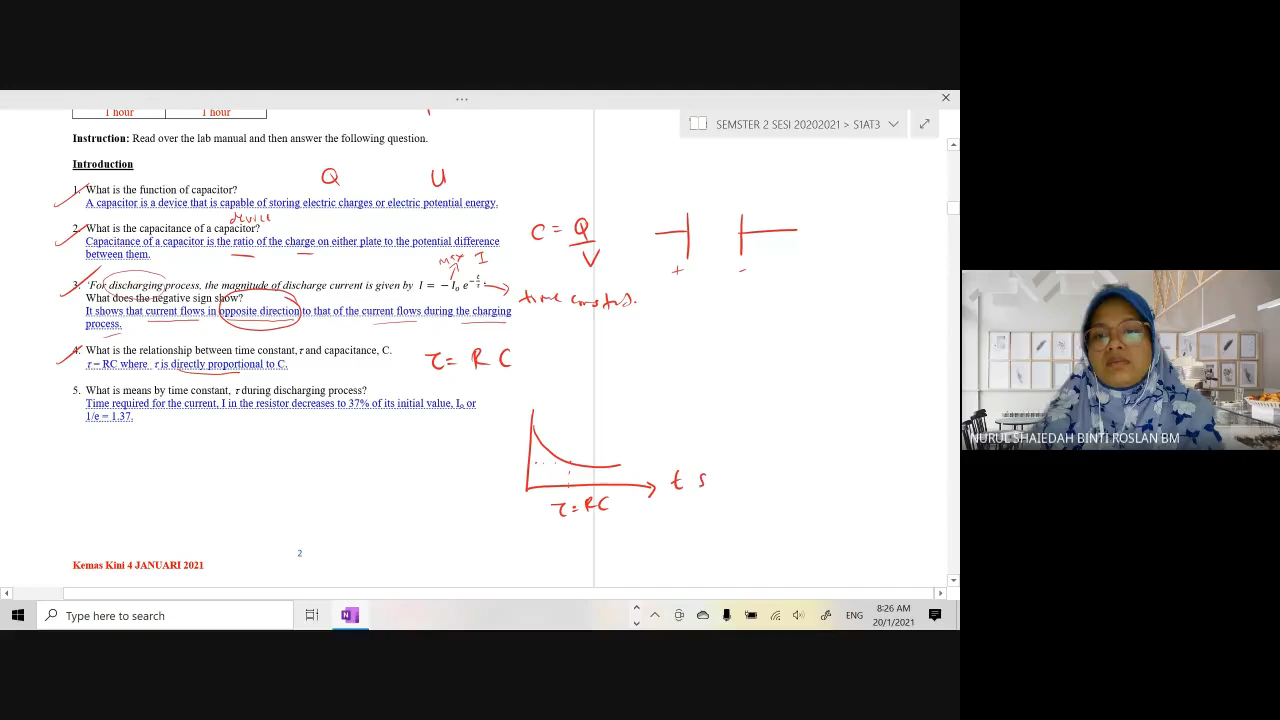 1 hour 1 hour
SEMSTER 2 SESI 20202021 > S1AT3
Instruction: Read over the lab manual and then answer the following question.
Introduction
Q U
1. What is the function of capacitor?
A capacitor is a device that is capable of storing electric charges or electric potential energy.
device
2. What is the capacitance of a capacitor?
Capacitance of a capacitor is the ratio of the charge on either plate to the potential difference
between them.
C = Q
V
+ -
max I
3. 'For discharging process, the magnitude of discharge current is given by I = − I₀ e^(−t/τ).
What does the negative sign show?
time constant.
It shows that current flows in opposite direction to that of the current flows during the charging
process.
4. What is the relationship between time constant, τ and capacitance, C.
τ = RC where τ is directly proportional to C.
τ = RC
5. What is means by time constant, τ during discharging process?
Time required for the current, I in the resistor decreases to 37% of its initial value, I₀ or
1/e = 1.37.
t s
τ = RC
2
Kemas Kini 4 JANUARI 2021
NURUL SHAIEDAH BINTI ROSLAN BM
Type here to search
ENG
8:26 AM
20/1/2021